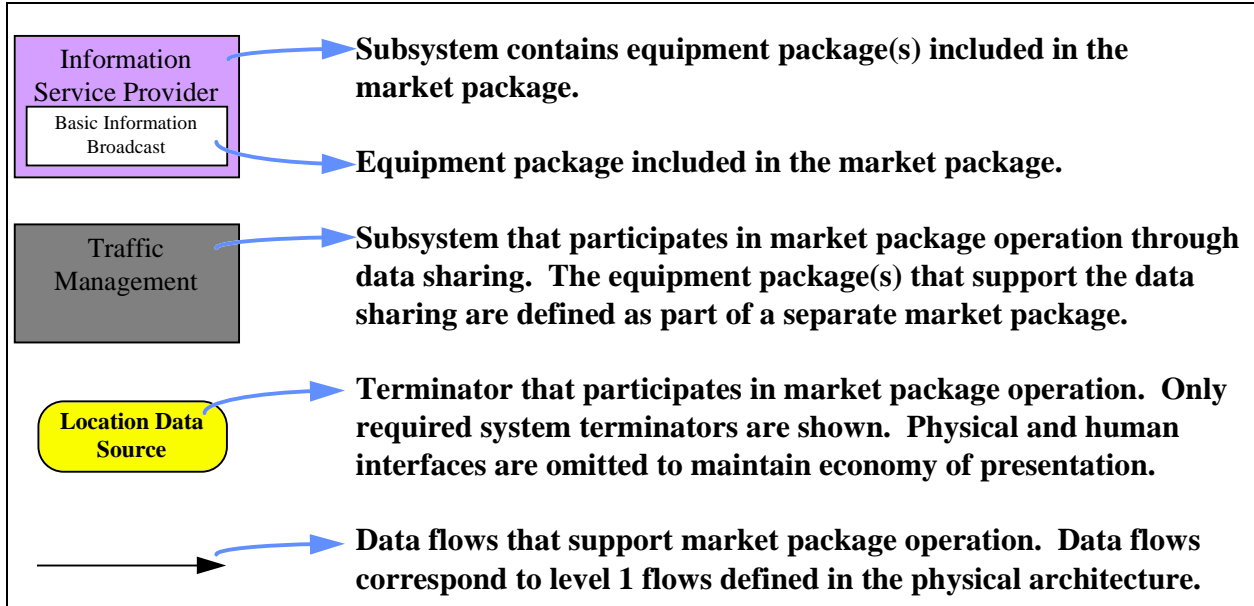 Information
Service Provider
Basic Information
Broadcast
Subsystem contains equipment package(s) included in the
market package.
Equipment package included in the market package.
Traffic
Management
Subsystem that participates in market package operation through
data sharing.  The equipment package(s) that support the data
sharing are defined as part of a separate market package.
Location Data
Source
Terminator that participates in market package operation.  Only
required system terminators are shown.  Physical and human
interfaces are omitted to maintain economy of presentation.
Data flows that support market package operation.  Data flows
correspond to level 1 flows defined in the physical architecture.